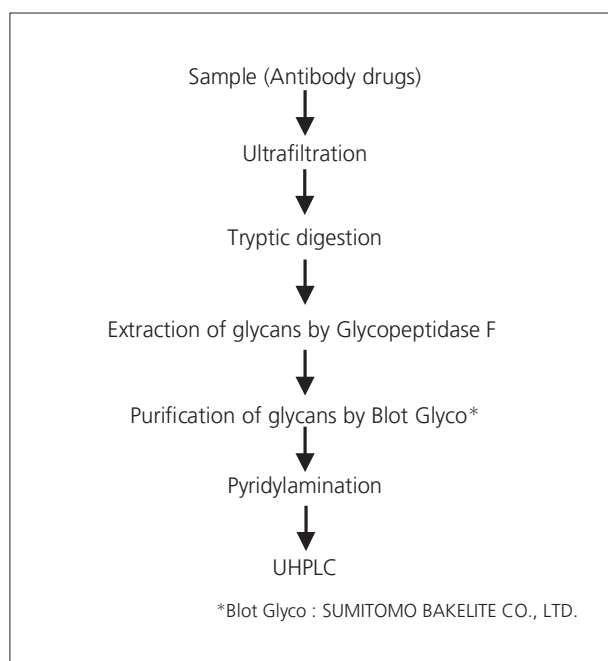 Sample (Antibody drugs)
Ultrafiltration
Tryptic digestion
Extraction of glycans by Glycopeptidase F
Purification of glycans by Blot Glyco*
Pyridylamination
UHPLC
*Blot Glyco : SUMITOMO BAKELITE CO., LTD.